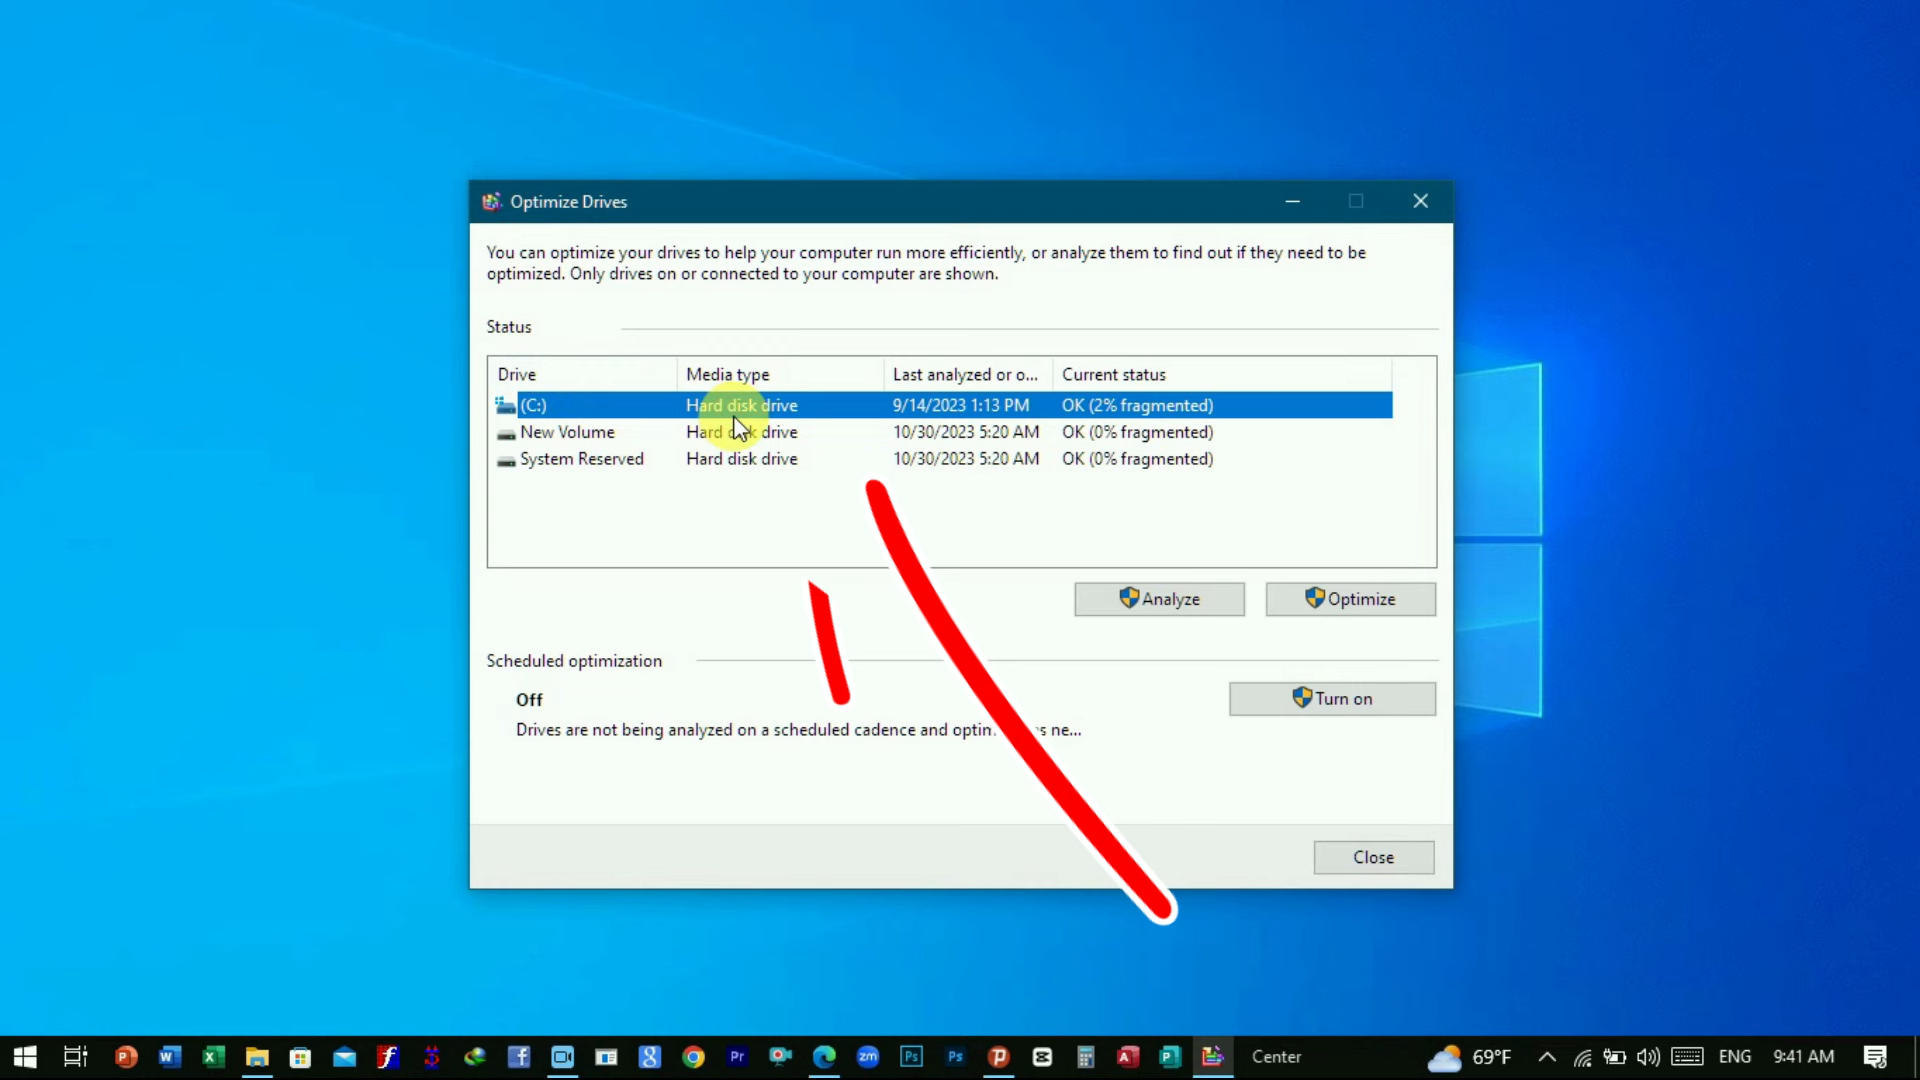 Optimize Drives
You can optimize your drives to help your computer run more efficiently, or analyze them to find out if they need to be
optimized. Only drives on or connected to your computer are shown.
Status
Drive Media type Last analyzed or o... Current status
(C:) Hard disk drive 9/14/2023 1:13 PM OK (2% fragmented)
New Volume Hard disk drive 10/30/2023 5:20 AM OK (0% fragmented)
System Reserved Hard disk drive 10/30/2023 5:20 AM OK (0% fragmented)
Analyze Optimize
Scheduled optimization
Off
Turn on
Drives are not being analyzed on a scheduled cadence and ne...
Close
P W X f zm Pr Ps Ps A P Center 69°F ENG 9:41 AM